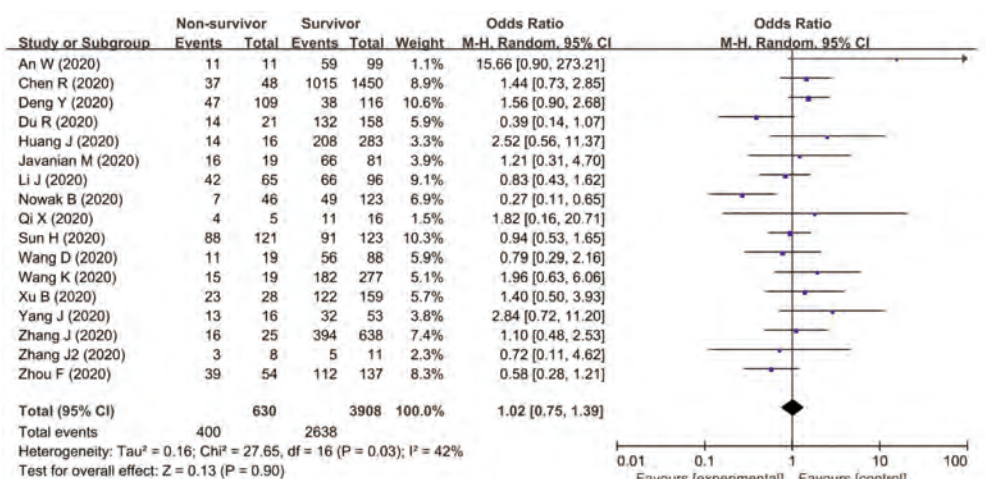 Non-survivor Survivor Odds Ratio Odds Ratio
Study or Subgroup Events Total Events Total Weight M-H, Random, 95% CI M-H, Random, 95% CI
An W (2020) 11 11 59 99 1.1% 15.66 [0.90, 273.21]
Chen R (2020) 37 48 1015 1450 9.0% 1.44 [0.73, 2.85]
Deng Y (2020) 47 109 38 116 10.6% 1.56 [0.90, 2.68]
Du R (2020) 14 21 132 158 5.9% 0.39 [0.14, 1.07]
Huang J (2020) 14 16 208 283 3.3% 2.52 [0.56, 11.37]
Javanian M (2020) 16 19 66 81 3.9% 1.21 [0.31, 4.70]
Li J (2020) 42 65 66 96 9.1% 0.83 [0.43, 1.62]
Nowak B (2020) 7 46 49 123 6.9% 0.27 [0.11, 0.65]
Qi X (2020) 4 5 11 16 1.5% 1.82 [0.16, 20.71]
Sun H (2020) 88 121 91 123 10.3% 0.94 [0.53, 1.65]
Wang D (2020) 11 19 56 88 5.9% 0.79 [0.29, 2.16]
Wang K (2020) 15 19 182 277 5.1% 1.96 [0.63, 6.06]
Xu B (2020) 23 28 122 159 5.7% 1.40 [0.50, 3.93]
Yang J (2020) 13 16 32 53 3.8% 2.84 [0.72, 11.20]
Zhang J (2020) 16 25 394 638 7.2% 1.10 [0.48, 2.53]
Zhang J2 (2020) 3 8 5 11 2.3% 0.72 [0.11, 4.62]
Zhou F (2020) 39 54 112 137 8.3% 0.58 [0.28, 1.21]
Total (95% CI) 630 3908 100.0% 1.02 [0.75, 1.39]
Total events 400 2638
Heterogeneity: Tau² = 0.16; Chi² = 27.65, df = 16 (P = 0.03); I² = 42%
Test for overall effect: Z = 0.13 (P = 0.90)
0.01 0.1 1 10 100
Favours [experimental] Favours [control]